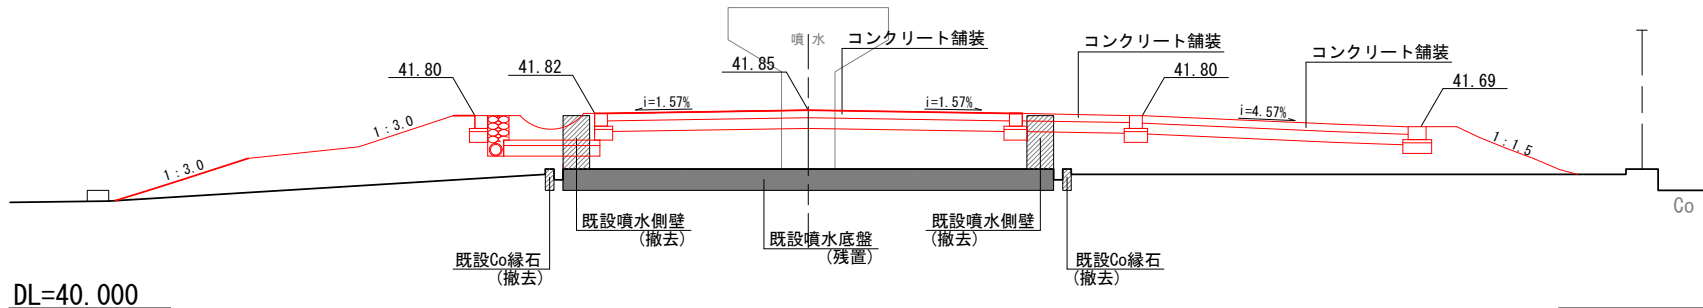 噴水
コンクリート舗装
コンクリート舗装
コンクリート舗装
41.80
41.82
41.85
41.80
41.69
i=1.57%
i=1.57%
i=4.57%
1:3.0
1:3.0
1:1.5
Co
既設噴水側壁
(撤去)
既設噴水底盤
(残置)
既設噴水側壁
(撤去)
既設Co縁石
(撤去)
既設Co縁石
(撤去)
DL=40.000